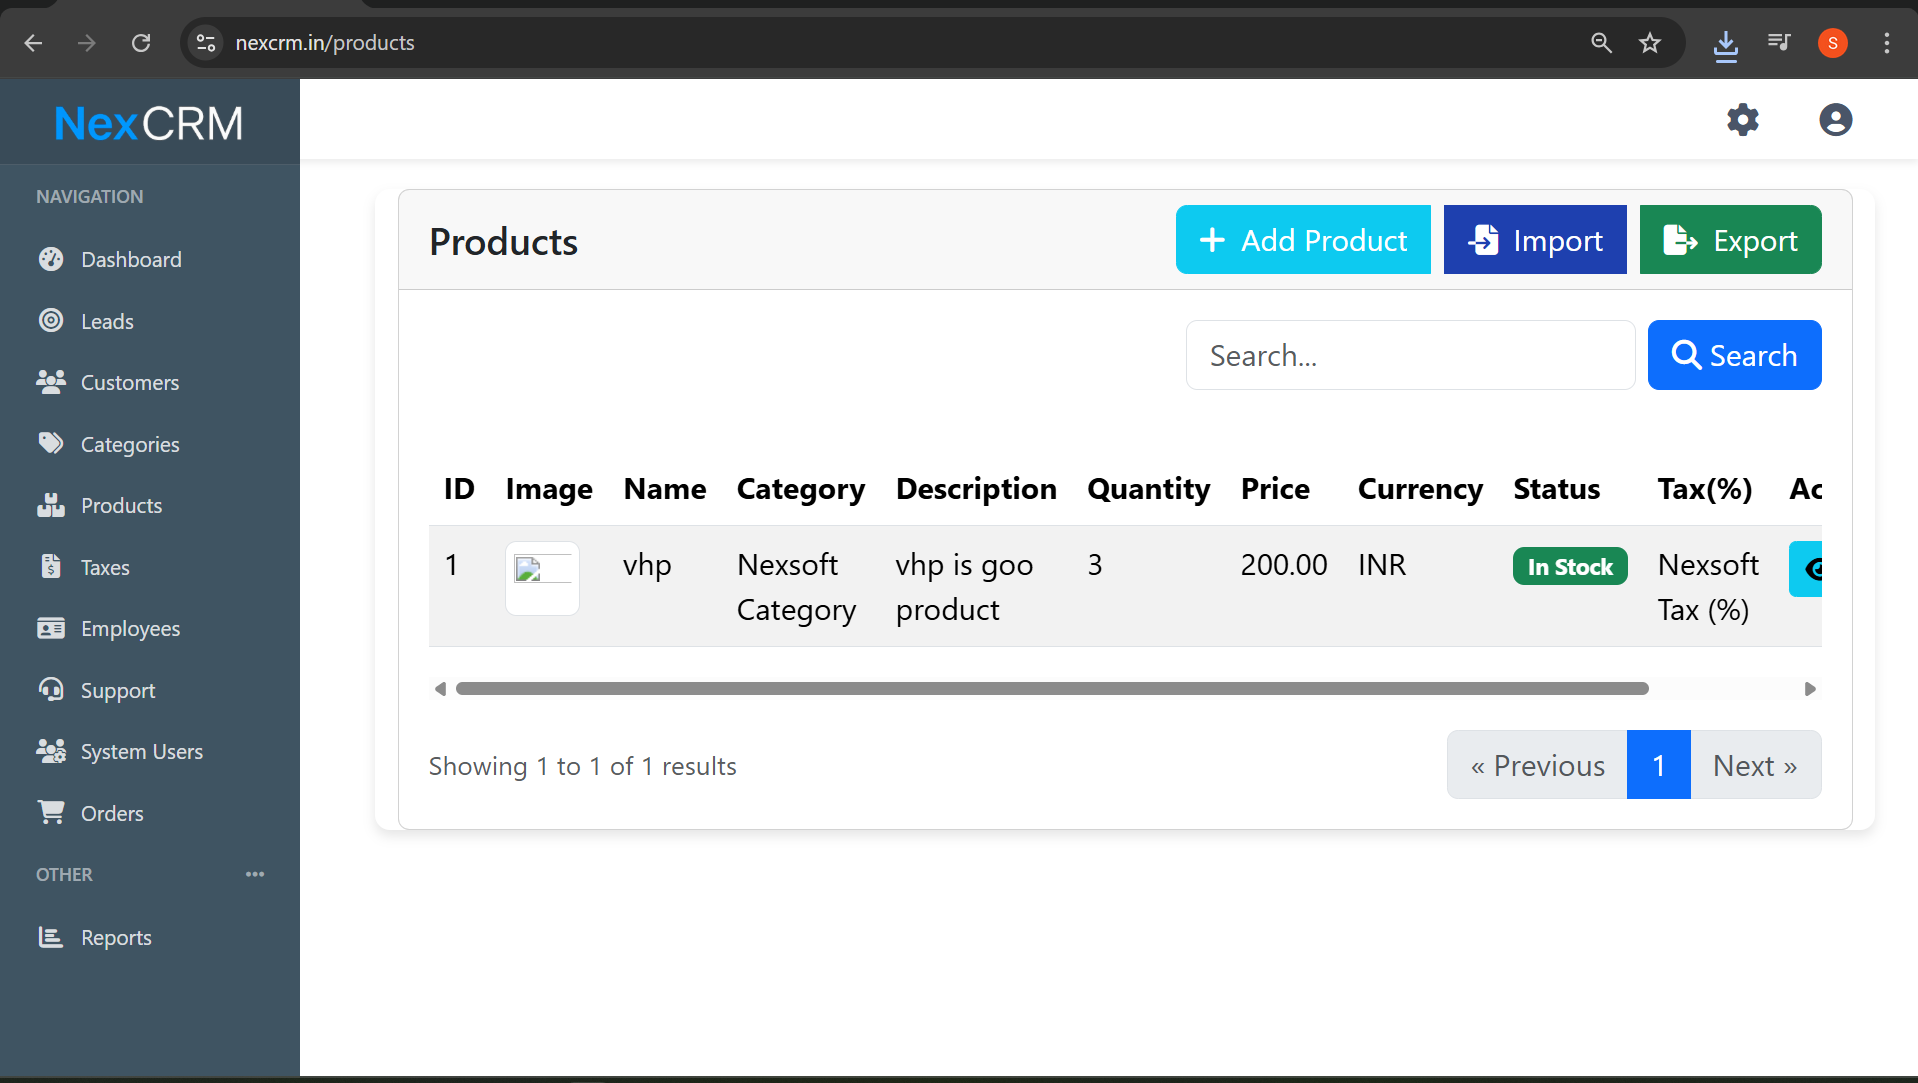 nexcrm.in/products
S
NexCRM
NAVIGATION
Dashboard
Leads
Customers
Categories
Products
Taxes
Employees
Support
System Users
Orders
OTHER
Reports
Products
Add Product
Import
Export
Search...
Search
ID Image Name Category Description Quantity Price Currency Status Tax(%) Ac
1 vhp Nexsoft Category vhp is goo product 3 200.00 INR In Stock Nexsoft Tax (%)
Showing 1 to 1 of 1 results
« Previous 1 Next »